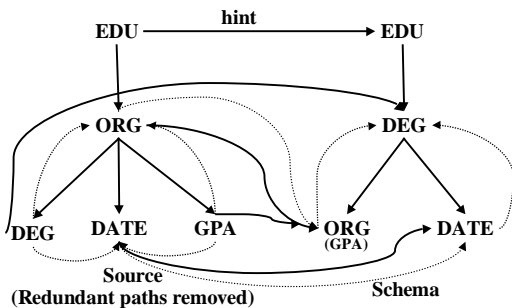 hint
EDU EDU
ORG DEG
DEG DATE GPA ORG DATE
(GPA)
Source Schema
(Redundant paths removed)